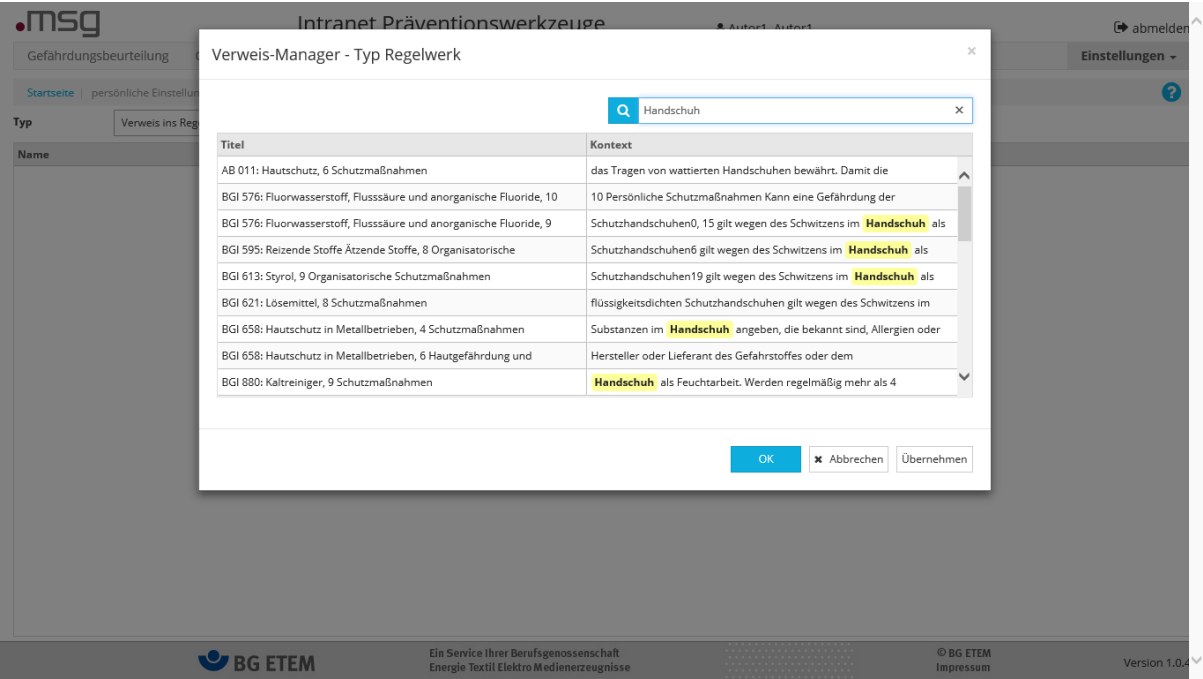 msg
Intranet Präventionswerkzeuge
Autor1, Autor1
abmelden
Gefährdungsbeurteilung
Einstellungen
Startseite | persönliche Einstellun
?
Typ
Verweis ins Reg
Name
Verweis-Manager - Typ Regelwerk
×
Handschuh
×
Titel Kontext
AB 011: Hautschutz, 6 Schutzmaßnahmen das Tragen von wattierten Handschuhen bewährt. Damit die
BGI 576: Fluorwasserstoff, Flusssäure und anorganische Fluoride, 10 10 Persönliche Schutzmaßnahmen Kann eine Gefährdung der
BGI 576: Fluorwasserstoff, Flusssäure und anorganische Fluoride, 9 Schutzhandschuhen0, 15 gilt wegen des Schwitzens im Handschuh als
BGI 595: Reizende Stoffe Ätzende Stoffe, 8 Organisatorische Schutzhandschuhen6 gilt wegen des Schwitzens im Handschuh als
BGI 613: Styrol, 9 Organisatorische Schutzmaßnahmen Schutzhandschuhen19 gilt wegen des Schwitzens im Handschuh als
BGI 621: Lösemittel, 8 Schutzmaßnahmen flüssigkeitsdichten Schutzhandschuhen gilt wegen des Schwitzens im
BGI 658: Hautschutz in Metallbetrieben, 4 Schutzmaßnahmen Substanzen im Handschuh angeben, die bekannt sind, Allergien oder
BGI 658: Hautschutz in Metallbetrieben, 6 Hautgefährdung und Hersteller oder Lieferant des Gefahrstoffes oder dem
BGI 880: Kaltreiniger, 9 Schutzmaßnahmen Handschuh als Feuchtarbeit. Werden regelmäßig mehr als 4
OK
Abbrechen
Übernehmen
BG ETEM
Ein Service Ihrer Berufsgenossenschaft
Energie Textil Elektro Medienerzeugnisse
© BG ETEM
Impressum
Version 1.0.4